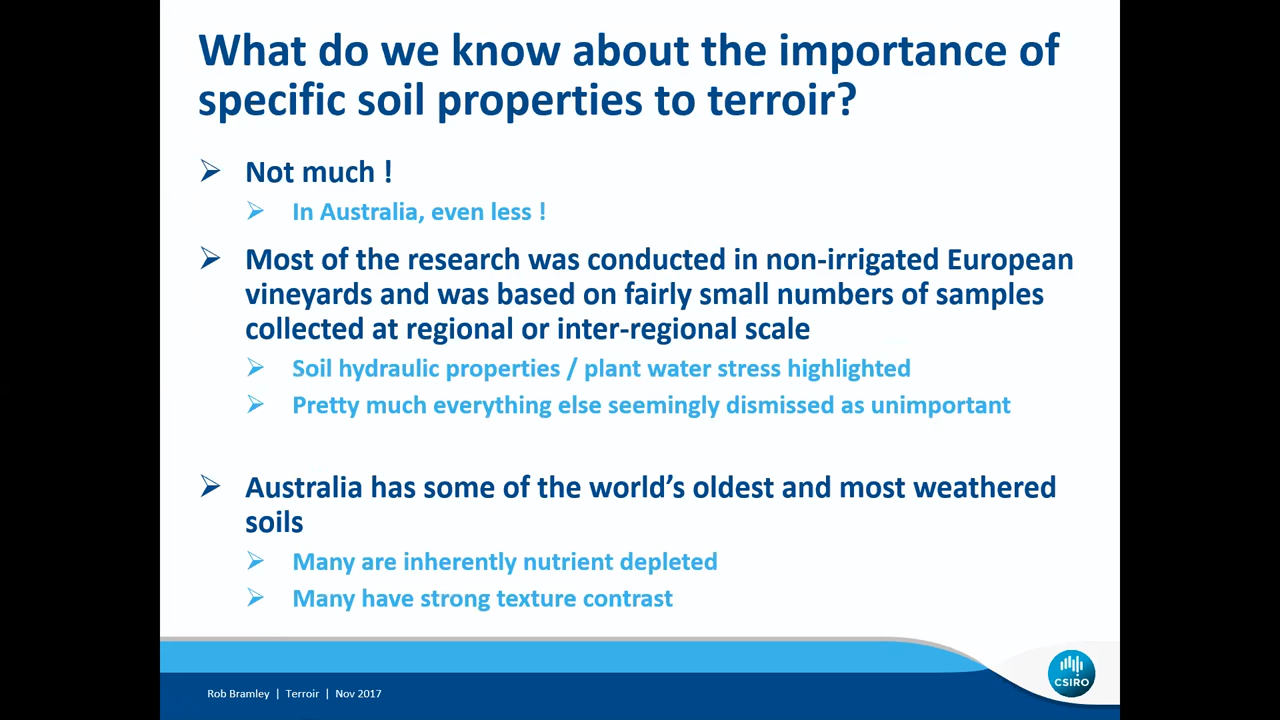 What do we know about the importance of
specific soil properties to terroir?
Not much !
In Australia, even less !
Most of the research was conducted in non-irrigated European
vineyards and was based on fairly small numbers of samples
collected at regional or inter-regional scale
Soil hydraulic properties / plant water stress highlighted
Pretty much everything else seemingly dismissed as unimportant
Australia has some of the world’s oldest and most weathered
soils
Many are inherently nutrient depleted
Many have strong texture contrast
Rob Bramley | Terroir | Nov 2017
CSIRO